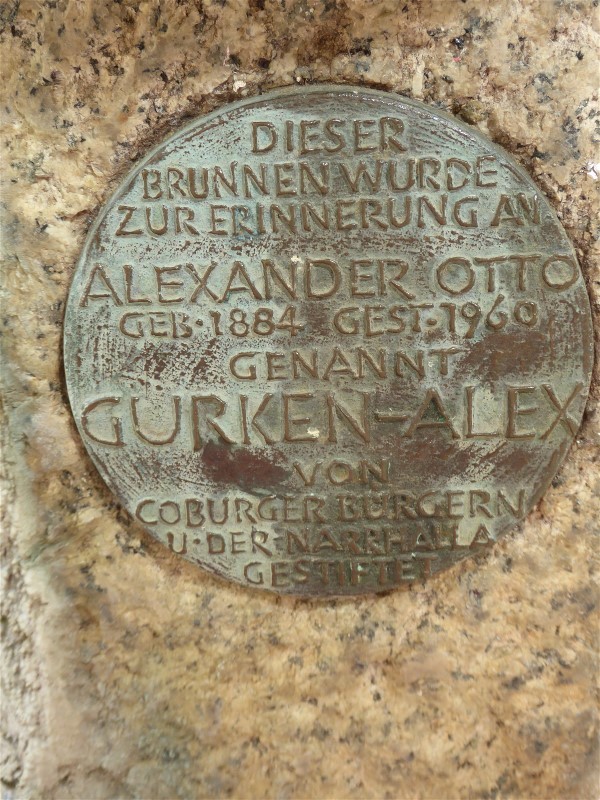 DIESER
BRUNNEN WURDE
ZUR ERINNERUNG AN
ALEXANDER OTTO
GEB·1884 GEST·1960
GENANNT
GURKEN-ALEX
VON
COBURGER BÜRGERN
U·DER NARRHALLA
GESTIFTET